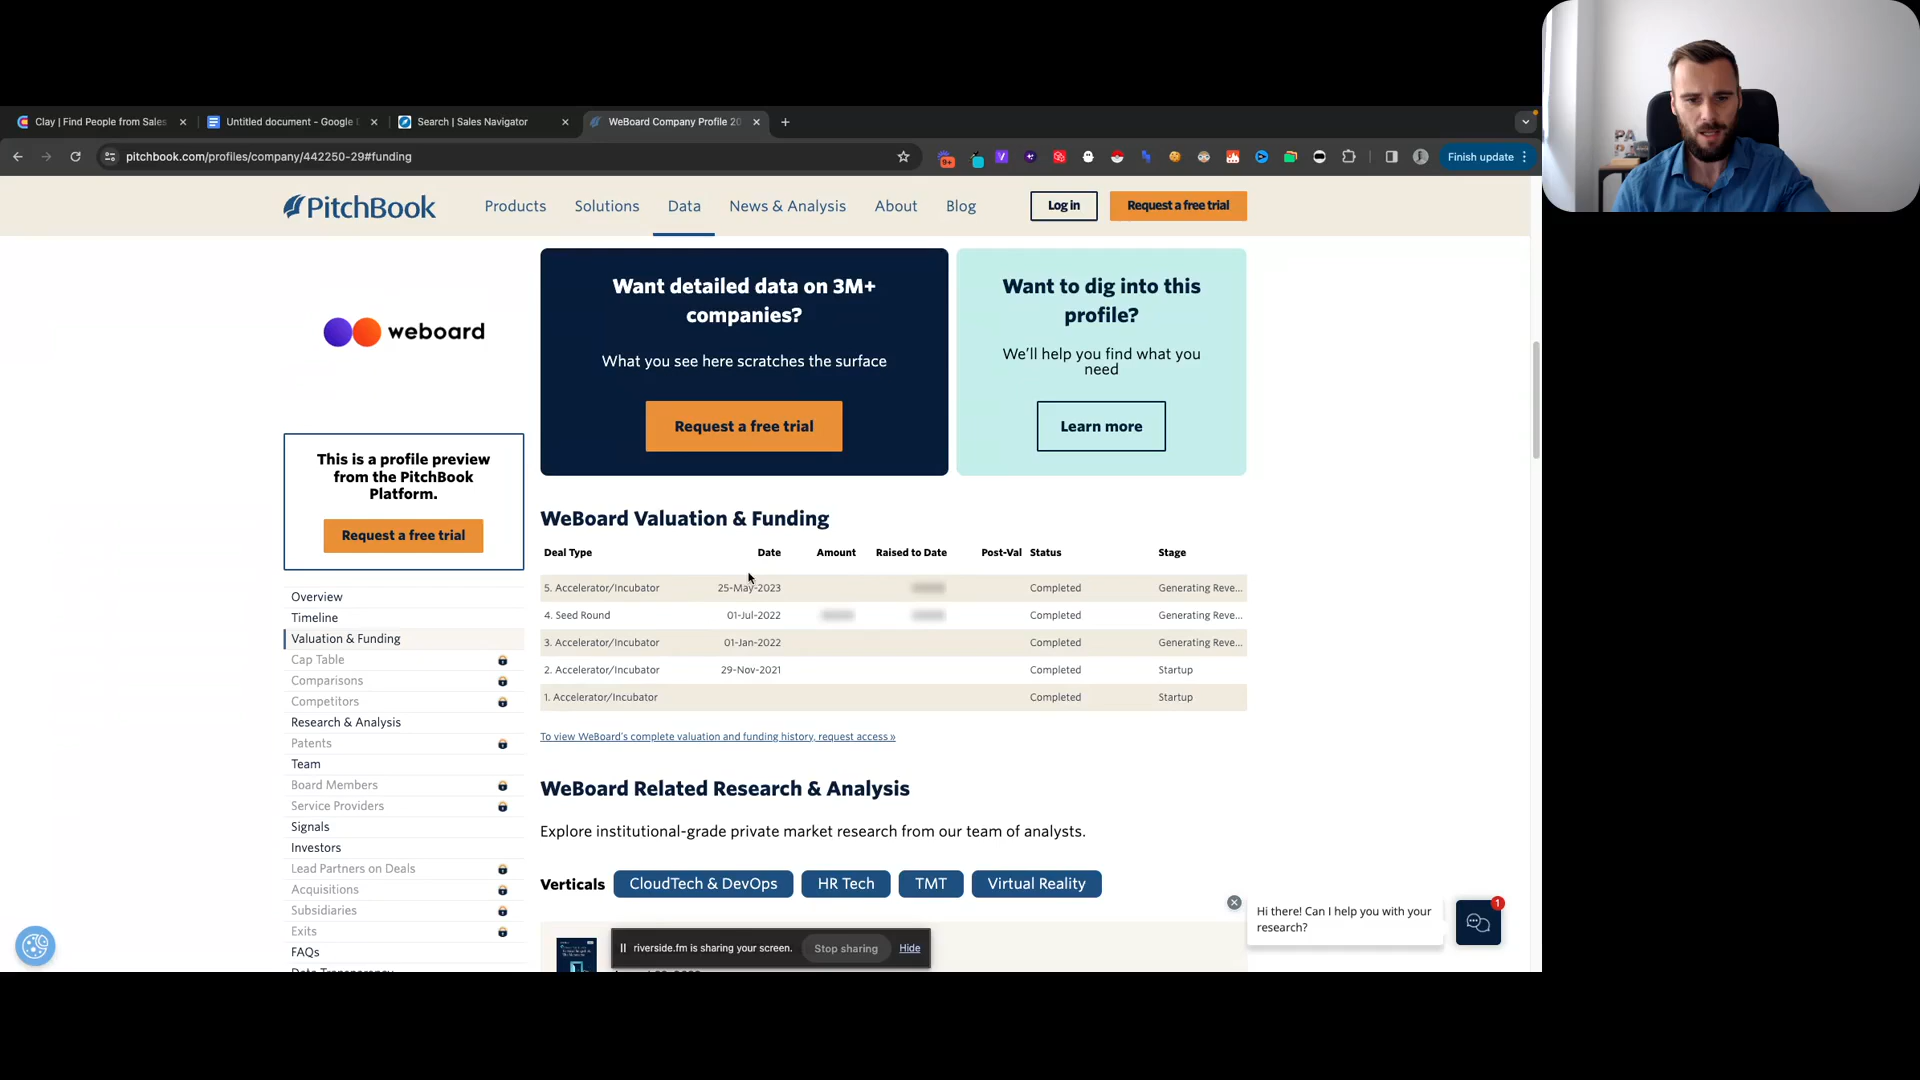 Clay | Find People from Sales
Untitled document - Google
Search | Sales Navigator
WeBoard Company Profile 20
pitchbook.com/profiles/company/442250-29#funding
9+
Finish update
PitchBook
Products
Solutions
Data
News & Analysis
About
Blog
Log in
Request a free trial
weboard
Want detailed data on 3M+
companies?
What you see here scratches the surface
Request a free trial
Want to dig into this
profile?
We'll help you find what you
need
Learn more
This is a profile preview
from the PitchBook
Platform.
Request a free trial
Overview
Timeline
Valuation & Funding
Cap Table
Comparisons
Competitors
Research & Analysis
Patents
Team
Board Members
Service Providers
Signals
Investors
Lead Partners on Deals
Acquisitions
Subsidiaries
Exits
FAQs
Data Transparency
WeBoard Valuation & Funding
Deal Type Date Amount Raised to Date Post-Val Status Stage
5. Accelerator/Incubator 25-May-2023 Completed Generating Reve...
4. Seed Round 01-Jul-2022 Completed Generating Reve...
3. Accelerator/Incubator 01-Jan-2022 Completed Generating Reve...
2. Accelerator/Incubator 29-Nov-2021 Completed Startup
1. Accelerator/Incubator Completed Startup
To view WeBoard's complete valuation and funding history, request access »
WeBoard Related Research & Analysis
Explore institutional-grade private market research from our team of analysts.
Verticals CloudTech & DevOps HR Tech TMT Virtual Reality
Hi there! Can I help you with your
research?
1
riverside.fm is sharing your screen.
Stop sharing
Hide